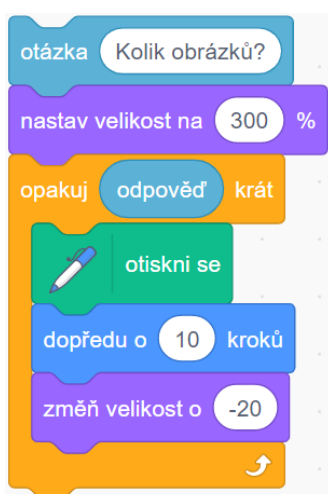 otázka Kolik obrázků?
nastav velikost na 300 %
opakuj odpověď krát
otiskni se
dopředu o 10 kroků
změň velikost o -20